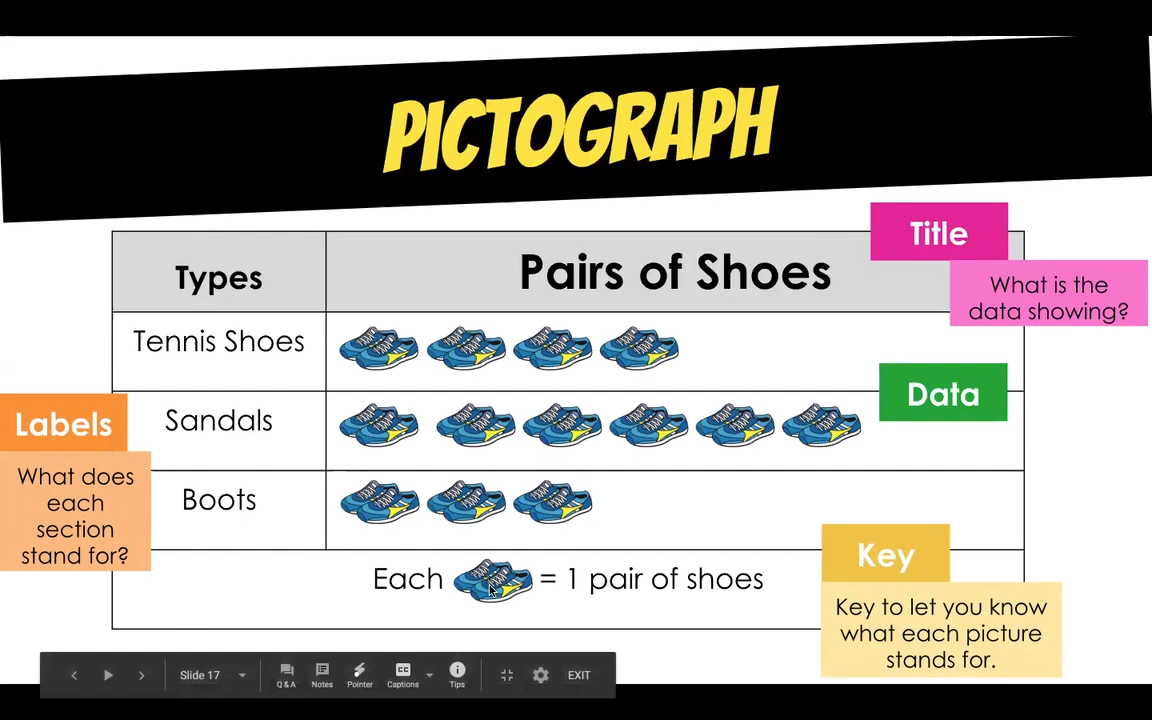 PICTOGRAPH
Title
Types
Pairs of Shoes
What is the
data showing?
Tennis Shoes
Data
Labels
Sandals
What does
each
section
stand for?
Boots
Key
Each = 1 pair of shoes
Key to let you know
what each picture
stands for.
Slide 17
Q & A
Notes
Pointer
CC
Captions
Tips
EXIT